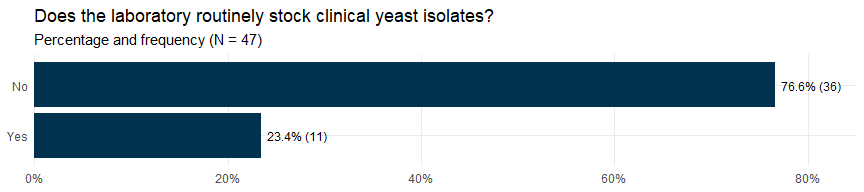 Does the laboratory routinely stock clinical yeast isolates?
Percentage and frequency (N = 47)
No 76.6% (36)
Yes 23.4% (11)
0% 20% 40% 60% 80%